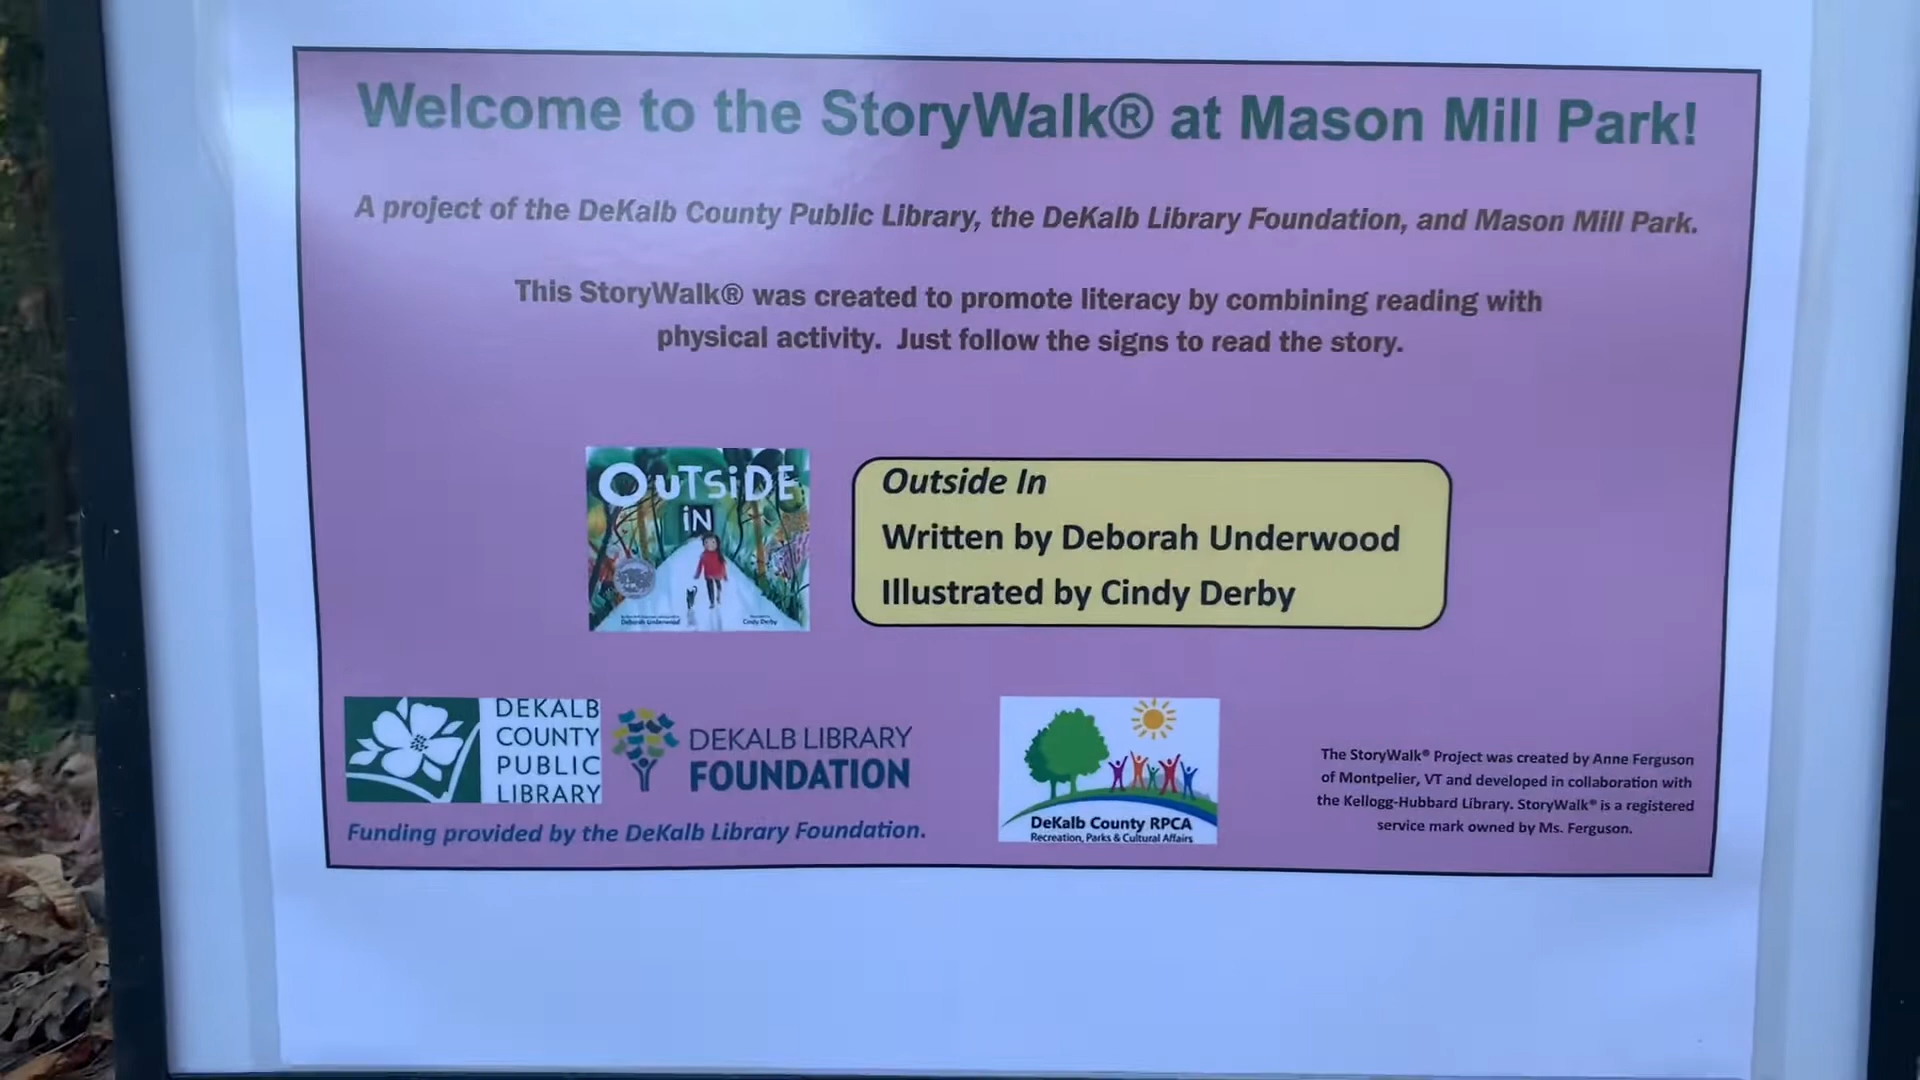 Welcome to the StoryWalk® at Mason Mill Park!
A project of the DeKalb County Public Library, the DeKalb Library Foundation, and Mason Mill Park.
This StoryWalk® was created to promote literacy by combining reading with
physical activity.  Just follow the signs to read the story.
OUTSiDE
iN
Deborah Underwood
Cindy Derby
Outside In
Written by Deborah Underwood
Illustrated by Cindy Derby
DEKALB
COUNTY
PUBLIC
LIBRARY
DEKALB LIBRARY
FOUNDATION
Funding provided by the DeKalb Library Foundation.
DeKalb County RPCA
Recreation, Parks & Cultural Affairs
The StoryWalk® Project was created by Anne Ferguson
of Montpelier, VT and developed in collaboration with
the Kellogg-Hubbard Library. StoryWalk® is a registered
service mark owned by Ms. Ferguson.